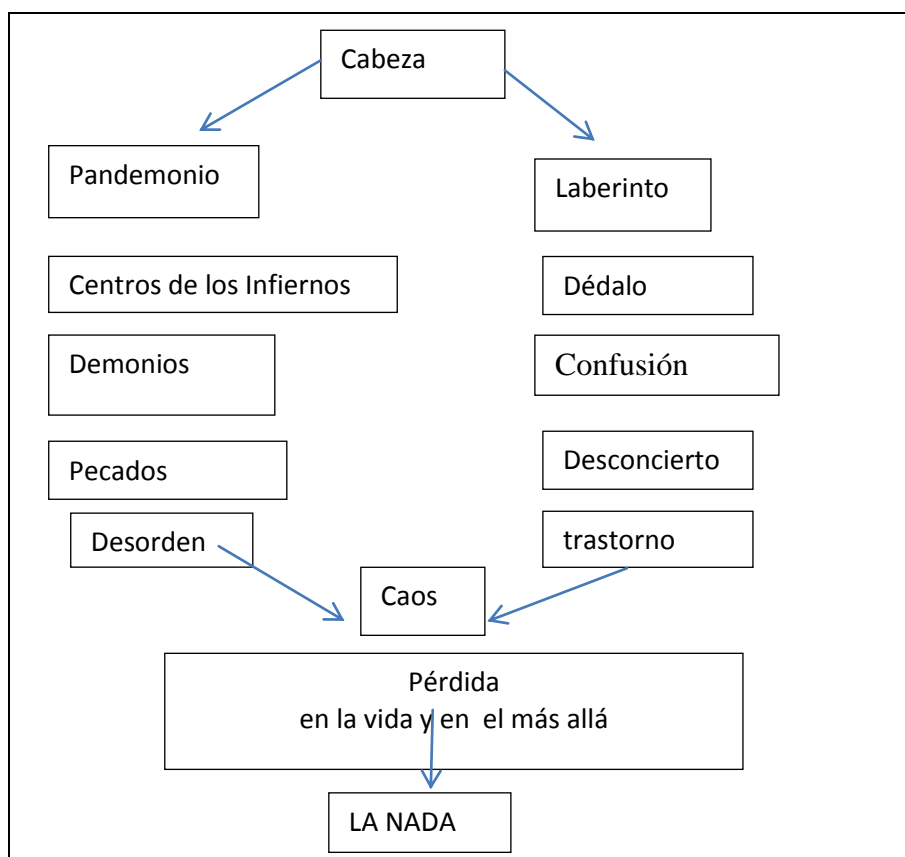 Cabeza
Pandemonio
Laberinto
Centros de los Infiernos
Dédalo
Demonios
Confusión
Pecados
Desconcierto
Desorden
trastorno
Caos
Pérdida
en la vida y en el más allá
LA NADA